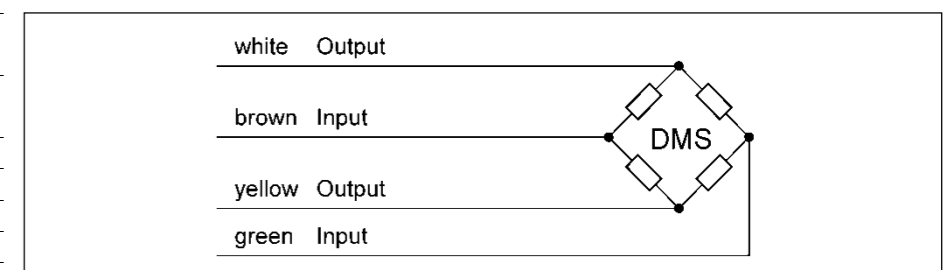 white Output
brown Input
DMS
yellow Output
green Input